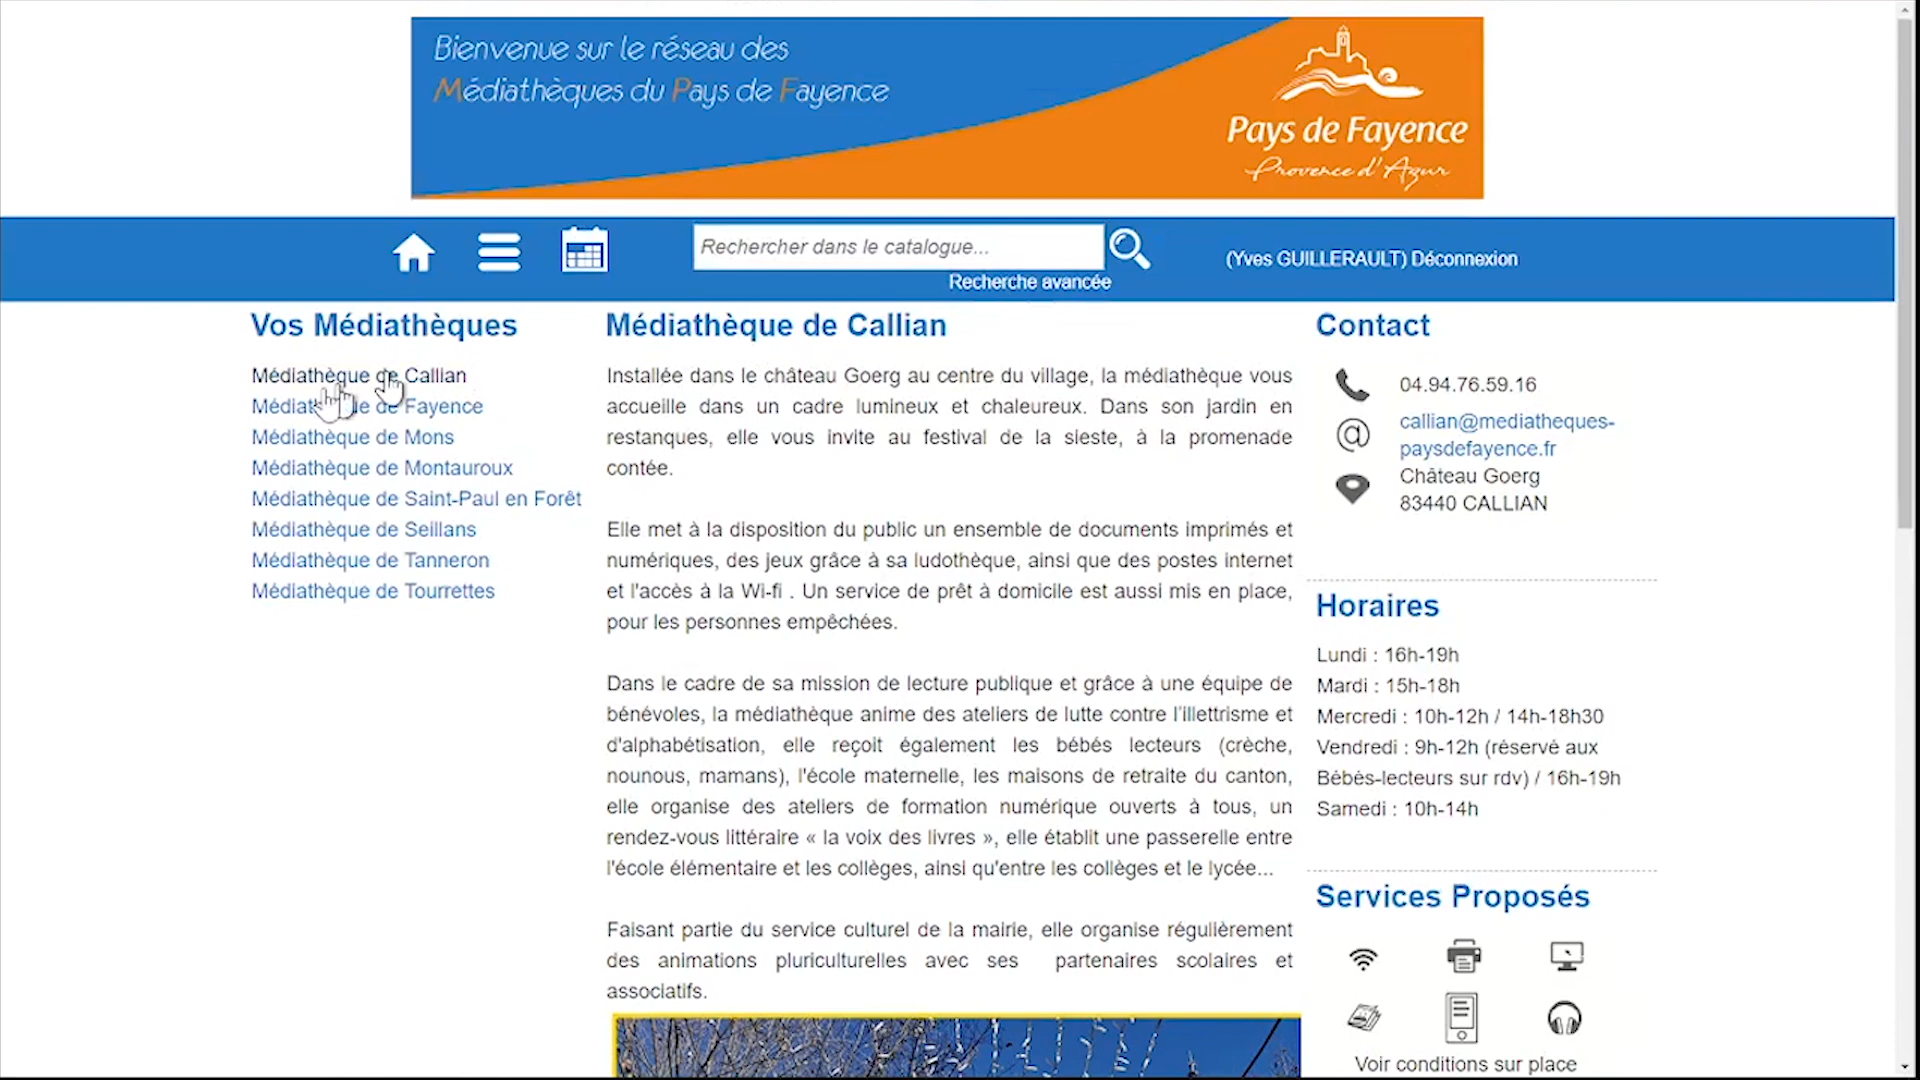 Bienvenue sur le réseau des
Médiathèques du Pays de Fayence
Pays de Fayence
Provence d'Azur
Rechercher dans le catalogue...
Recherche avancée
(Yves GUILLERAULT) Déconnexion
Vos Médiathèques
Médiathèque de Callian
Médiathèque de Fayence
Médiathèque de Mons
Médiathèque de Montauroux
Médiathèque de Saint-Paul en Forêt
Médiathèque de Seillans
Médiathèque de Tanneron
Médiathèque de Tourrettes
Médiathèque de Callian
Installée dans le château Goerg au centre du village, la médiathèque vous
accueille dans un cadre lumineux et chaleureux. Dans son jardin en
restanques, elle vous invite au festival de la sieste, à la promenade
contée.
Elle met à la disposition du public un ensemble de documents imprimés et
numériques, des jeux grâce à sa ludothèque, ainsi que des postes internet
et l'accès à la Wi-fi . Un service de prêt à domicile est aussi mis en place,
pour les personnes empêchées.
Dans le cadre de sa mission de lecture publique et grâce à une équipe de
bénévoles, la médiathèque anime des ateliers de lutte contre l'illettrisme et
d'alphabétisation, elle reçoit également les bébés lecteurs (crèche,
nounous, mamans), l'école maternelle, les maisons de retraite du canton,
elle organise des ateliers de formation numérique ouverts à tous, un
rendez-vous littéraire « la voix des livres », elle établit une passerelle entre
l'école élémentaire et les collèges, ainsi qu'entre les collèges et le lycée...
Faisant partie du service culturel de la mairie, elle organise régulièrement
des animations pluriculturelles avec ses partenaires scolaires et
associatifs.
Contact
04.94.76.59.16
callian@mediatheques-
paysdefayence.fr
Château Goerg
83440 CALLIAN
Horaires
Lundi : 16h-19h
Mardi : 15h-18h
Mercredi : 10h-12h / 14h-18h30
Vendredi : 9h-12h (réservé aux
Bébés-lecteurs sur rdv) / 16h-19h
Samedi : 10h-14h
Services Proposés
Voir conditions sur place